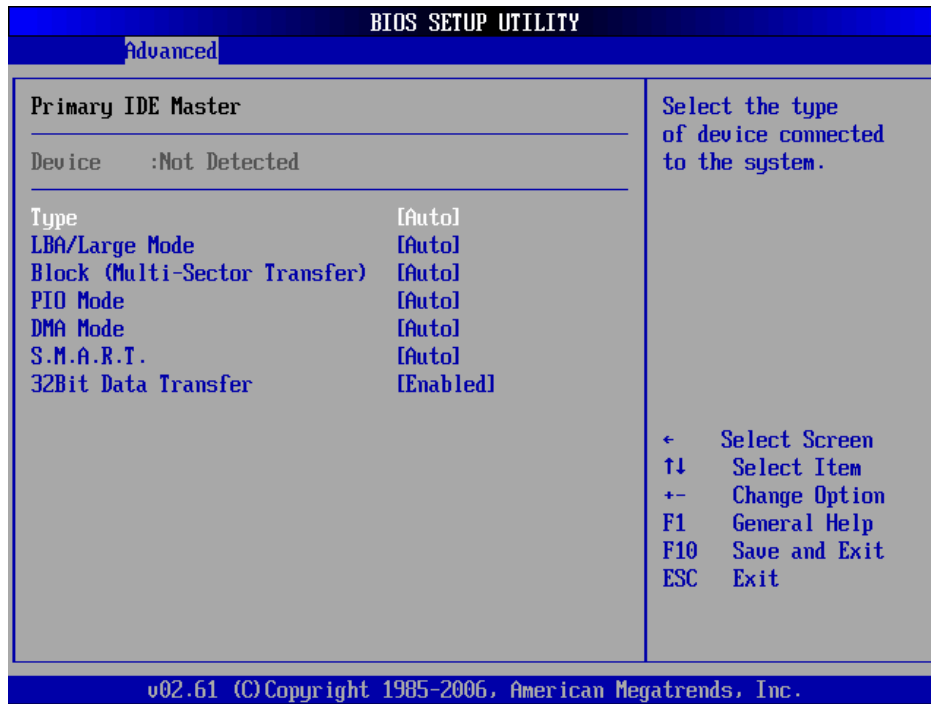 BIOS SETUP UTILITY
Advanced
Primary IDE Master
Device :Not Detected
Type [Auto]
LBA/Large Mode [Auto]
Block (Multi-Sector Transfer) [Auto]
PIO Mode [Auto]
DMA Mode [Auto]
S.M.A.R.T. [Auto]
32Bit Data Transfer [Enabled]
Select the type
of device connected
to the system.
← Select Screen
↑↓ Select Item
+- Change Option
F1 General Help
F10 Save and Exit
ESC Exit
v02.61 (C)Copyright 1985-2006, American Megatrends, Inc.